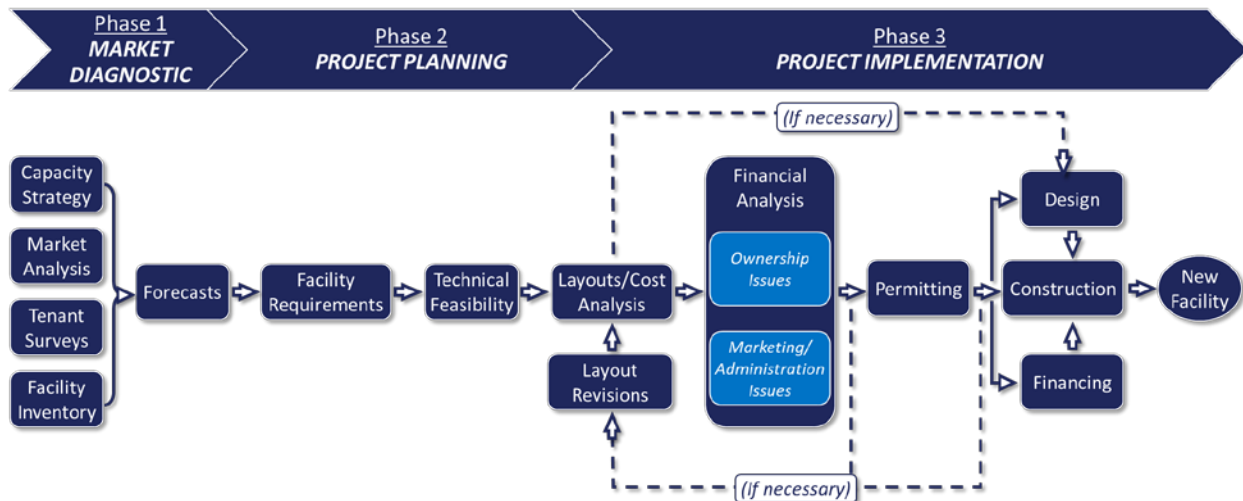 Phase 1
MARKET
DIAGNOSTIC
Phase 2
PROJECT PLANNING
Phase 3
PROJECT IMPLEMENTATION
(If necessary)
Capacity
Strategy
Market
Analysis
Tenant
Surveys
Facility
Inventory
Forecasts
Facility
Requirements
Technical
Feasibility
Layouts/Cost
Analysis
Layout
Revisions
Financial
Analysis
Ownership
Issues
Marketing/
Administration
Issues
Permitting
Design
Construction
Financing
New
Facility
(If necessary)